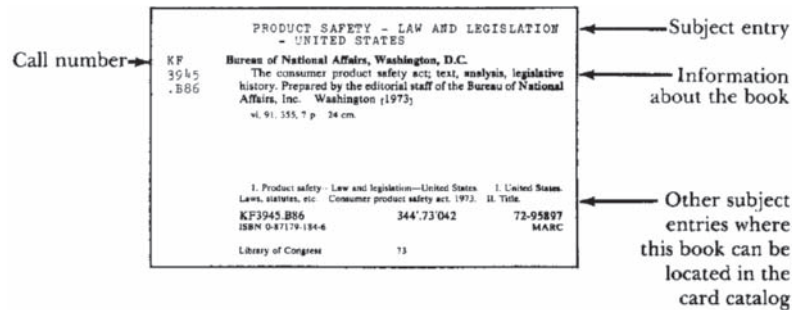 PRODUCT SAFETY - LAW AND LEGISLATION
- UNITED STATES
Subject entry
Call number
KF
3945
.B86
Bureau of National Affairs, Washington, D.C.
The consumer product safety act; text, analysis, legislative
history. Prepared by the editorial staff of the Bureau of National
Affairs, Inc. Washington [1973]
vi, 91, 355, 7 p 24 cm.
Information
about the book
1. Product safety - Law and legislation—United States I. United States.
Laws, statutes, etc. Consumer product safety act. 1973. II. Title.
KF3945.B86 344'.73'042 72-95897
ISBN 0-87179-184-6 MARC
Library of Congress 73
Other subject
entries where
this book can be
located in the
card catalog